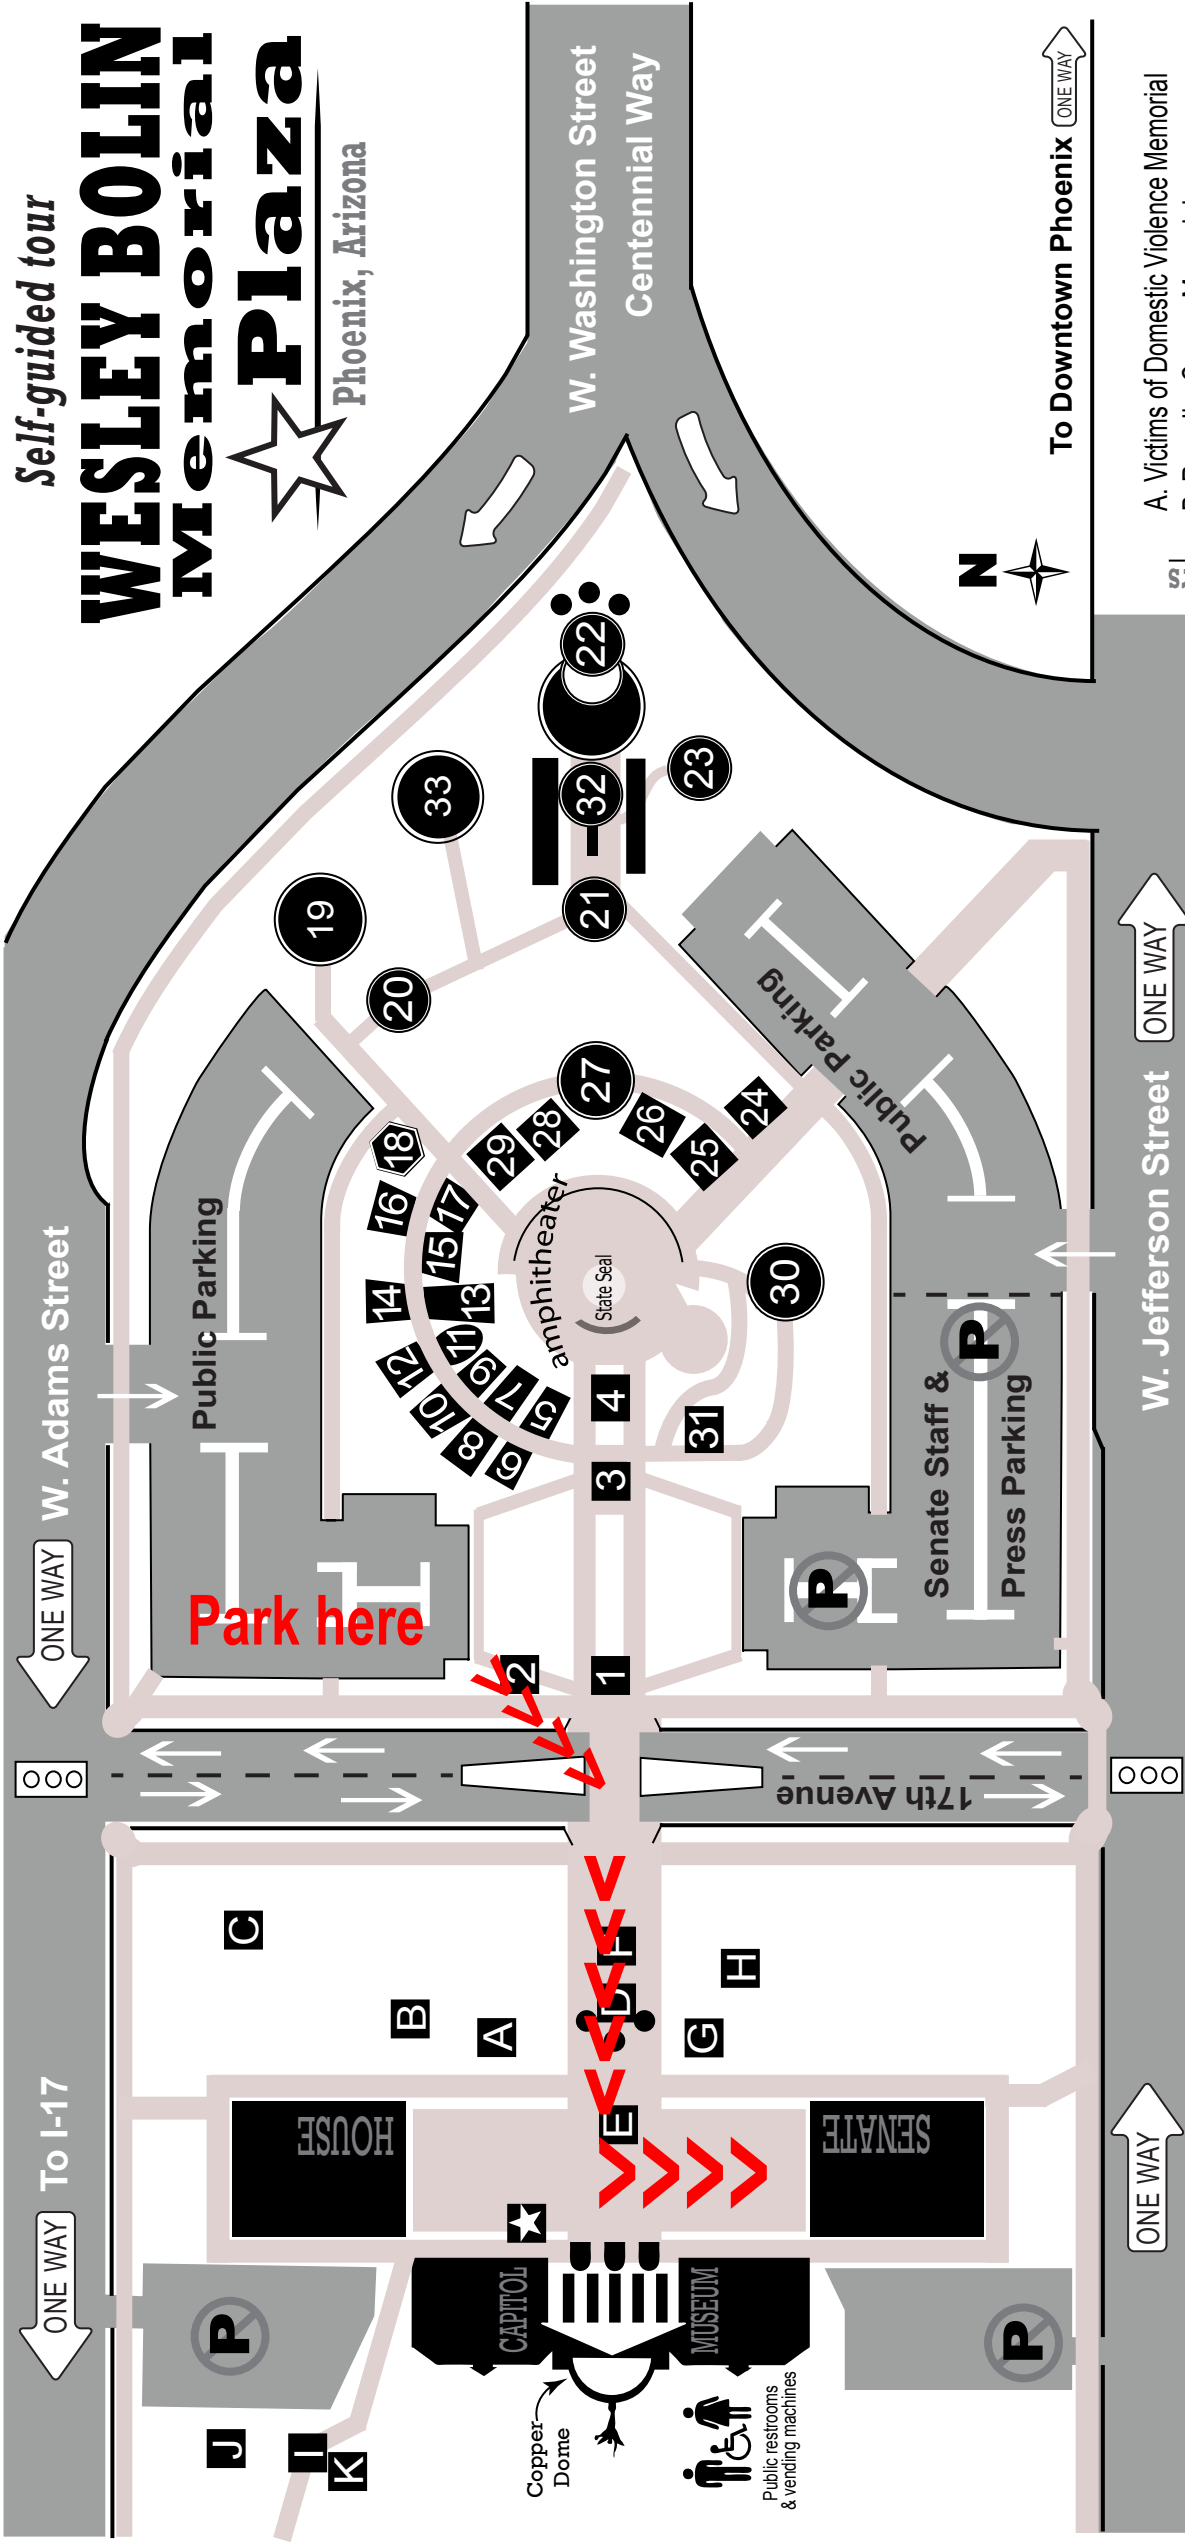 Self-guided tour
WESLEY BOLIN
Memorial
Plaza
Phoenix, Arizona
W. Washington Street
Centennial Way
To Downtown Phoenix
ONE WAY
N
A. Victims of Domestic Violence Memorial
W. Adams Street
ONE WAY
To I-17
ONE WAY
W. Jefferson Street
ONE WAY
ONE WAY
17th Avenue
Public Parking
Public Parking
Senate Staff &
Press Parking
P
P
P
P
Park here
amphitheater
State Seal
1
2
3
4
5
6
7
8
9
10
11
12
13
14
15
16
17
18
19
20
21
22
23
24
25
26
27
28
29
30
31
32
33
A
B
C
D
E
F
G
H
I
J
K
HOUSE
SENATE
CAPITOL
MUSEUM
Copper
Dome
Public restrooms
& vending machines